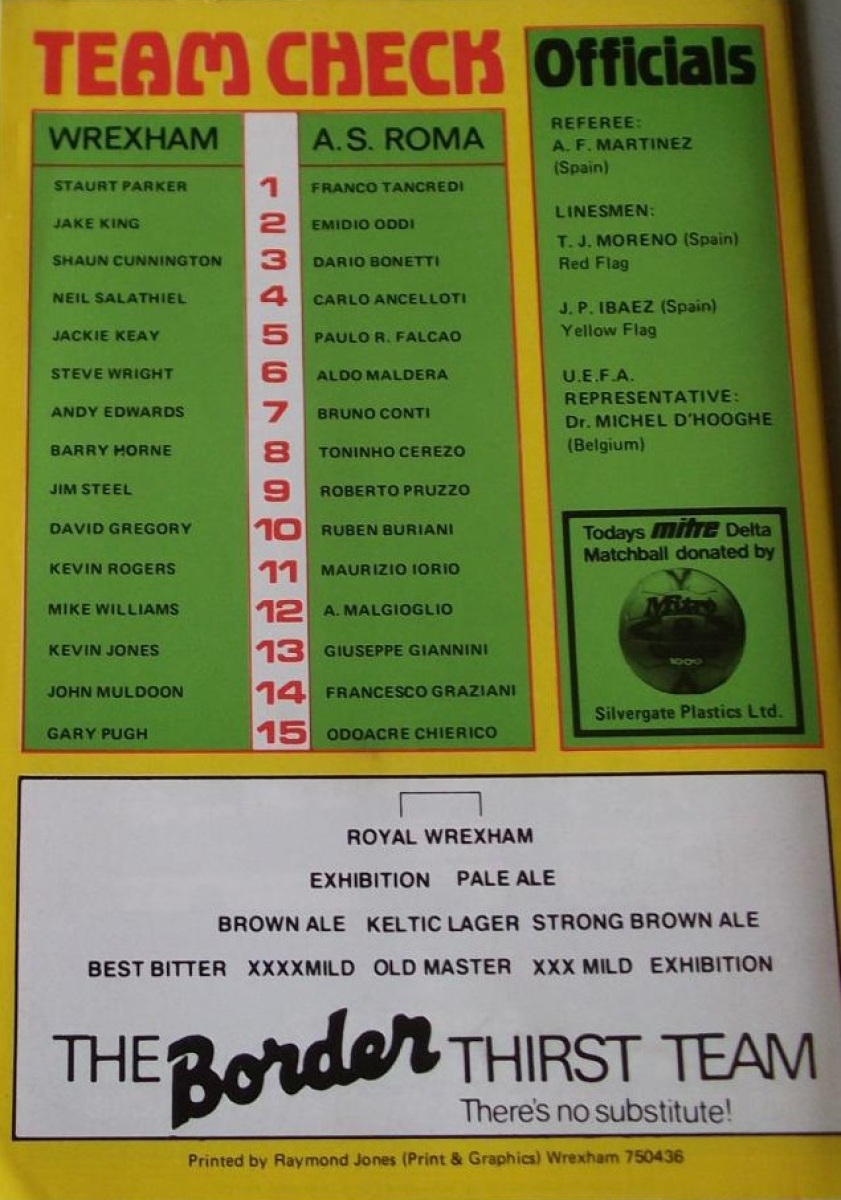 TEAM CHECK
WREXHAM A.S. ROMA
STAURT PARKER 1 FRANCO TANCREDI
JAKE KING 2 EMIDIO ODDI
SHAUN CUNNINGTON 3 DARIO BONETTI
NEIL SALATHIEL 4 CARLO ANCELLOTI
JACKIE KEAY 5 PAULO R. FALCAO
STEVE WRIGHT 6 ALDO MALDERA
ANDY EDWARDS 7 BRUNO CONTI
BARRY HORNE 8 TONINHO CEREZO
JIM STEEL 9 ROBERTO PRUZZO
DAVID GREGORY 10 RUBEN BURIANI
KEVIN ROGERS 11 MAURIZIO IORIO
MIKE WILLIAMS 12 A. MALGIOGLIO
KEVIN JONES 13 GIUSEPPE GIANNINI
JOHN MULDOON 14 FRANCESCO GRAZIANI
GARY PUGH 15 ODOACRE CHIERICO
Officials
REFEREE:
A. F. MARTINEZ
(Spain)
LINESMEN:
T. J. MORENO (Spain)
Red Flag
J. P. IBAEZ (Spain)
Yellow Flag
U.E.F.A.
REPRESENTATIVE:
Dr. MICHEL D'HOOGHE
(Belgium)
Todays mitre Delta
Matchball donated by
Mitre
1000
Silvergate Plastics Ltd.
ROYAL WREXHAM
EXHIBITION PALE ALE
BROWN ALE KELTIC LAGER STRONG BROWN ALE
BEST BITTER XXXXMILD OLD MASTER XXX MILD EXHIBITION
THE Border THIRST TEAM
There's no substitute!
Printed by Raymond Jones (Print & Graphics) Wrexham 750436